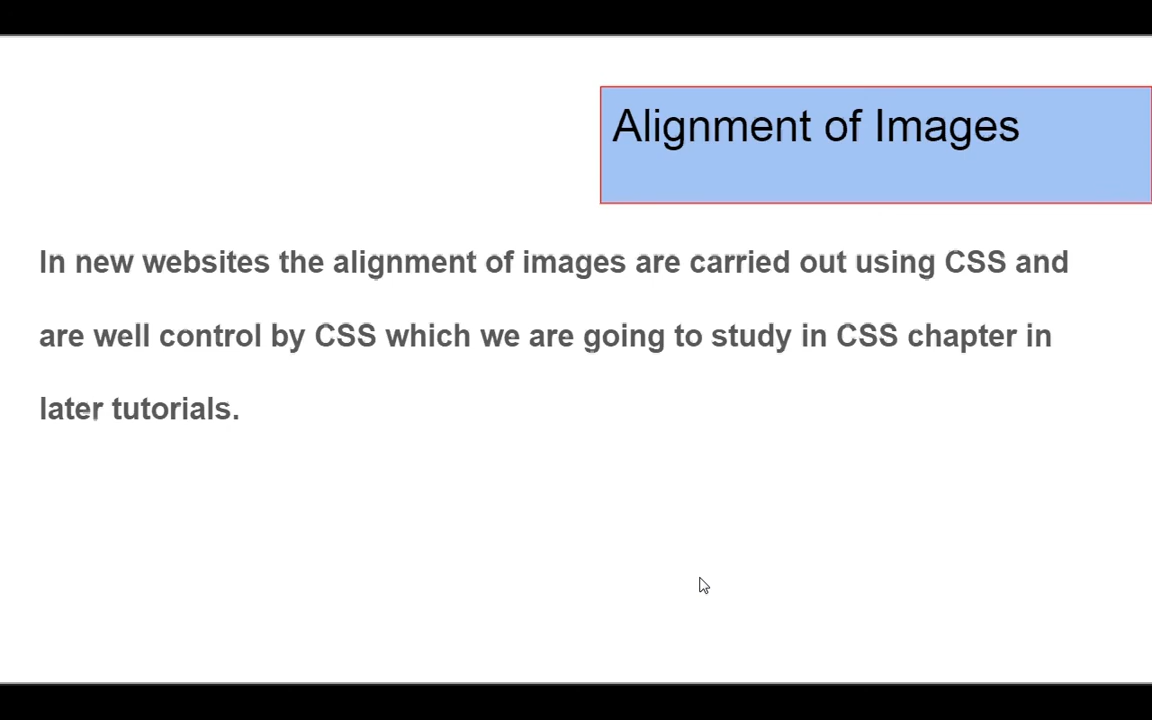 Alignment of Images
In new websites the alignment of images are carried out using CSS and
are well control by CSS which we are going to study in CSS chapter in
later tutorials.